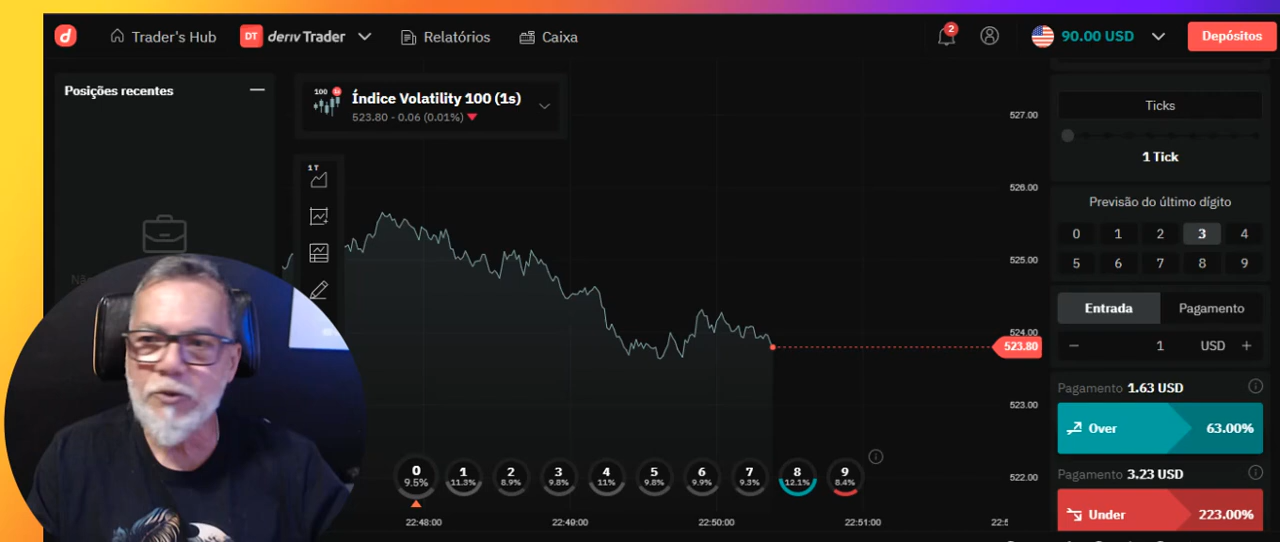 Trader's Hub
DT deriv Trader
Relatórios
Caixa
2
90.00 USD
Depósitos
Posições recentes
100 1s
Índice Volatility 100 (1s)
523.80 - 0.06 (0.01%)
1 T
527.00
526.00
525.00
524.00
523.80
523.00
522.00
Ticks
1 Tick
Previsão do último dígito
0 1 2 3 4
5 6 7 8 9
Entrada Pagamento
− 1 USD +
Pagamento 1.63 USD
Over 63.00%
Pagamento 3.23 USD
Under 223.00%
0 1 2 3 4 5 6 7 8 9
9.5% 11.3% 8.9% 9.8% 11% 9.8% 9.9% 9.3% 12.1% 8.4%
22:48:00 22:49:00 22:50:00 22:51:00